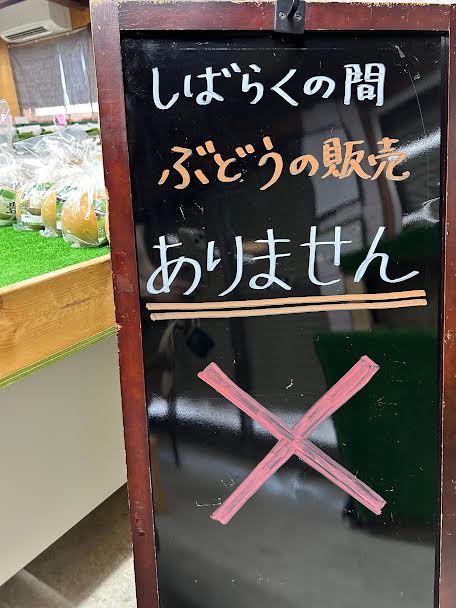 しばらくの間
ぶどうの販売
ありません